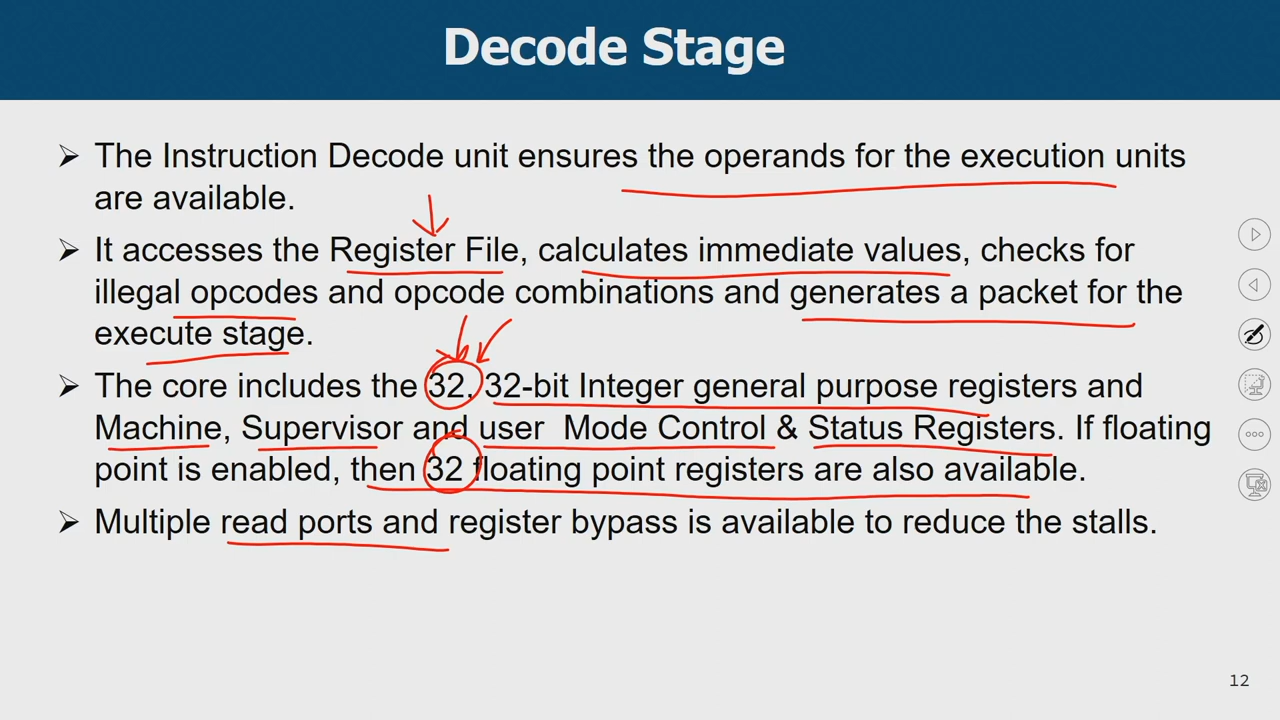 Decode Stage
➢ The Instruction Decode unit ensures the operands for the execution units
are available.
➢ It accesses the Register File, calculates immediate values, checks for
illegal opcodes and opcode combinations and generates a packet for the
execute stage.
➢ The core includes the 32, 32-bit Integer general purpose registers and
Machine, Supervisor and user Mode Control & Status Registers. If floating
point is enabled, then 32 floating point registers are also available.
➢ Multiple read ports and register bypass is available to reduce the stalls.
12